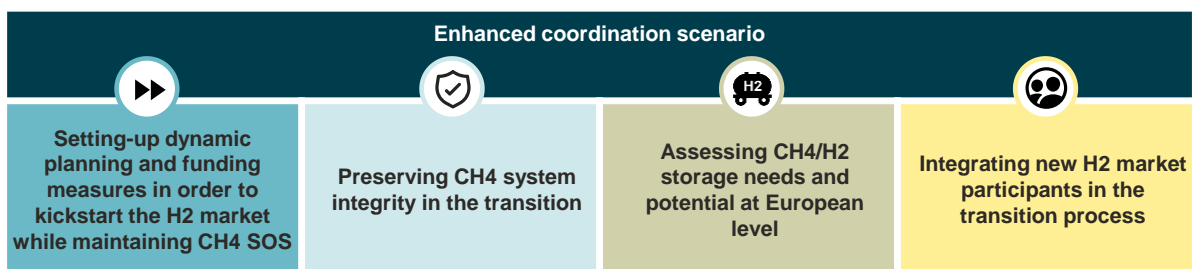 Enhanced coordination scenario
H2
Setting-up dynamic
planning and funding
measures in order to
kickstart the H2 market
while maintaining CH4 SOS
Preserving CH4 system
integrity in the transition
Assessing CH4/H2
storage needs and
potential at European
level
Integrating new H2 market
participants in the
transition process